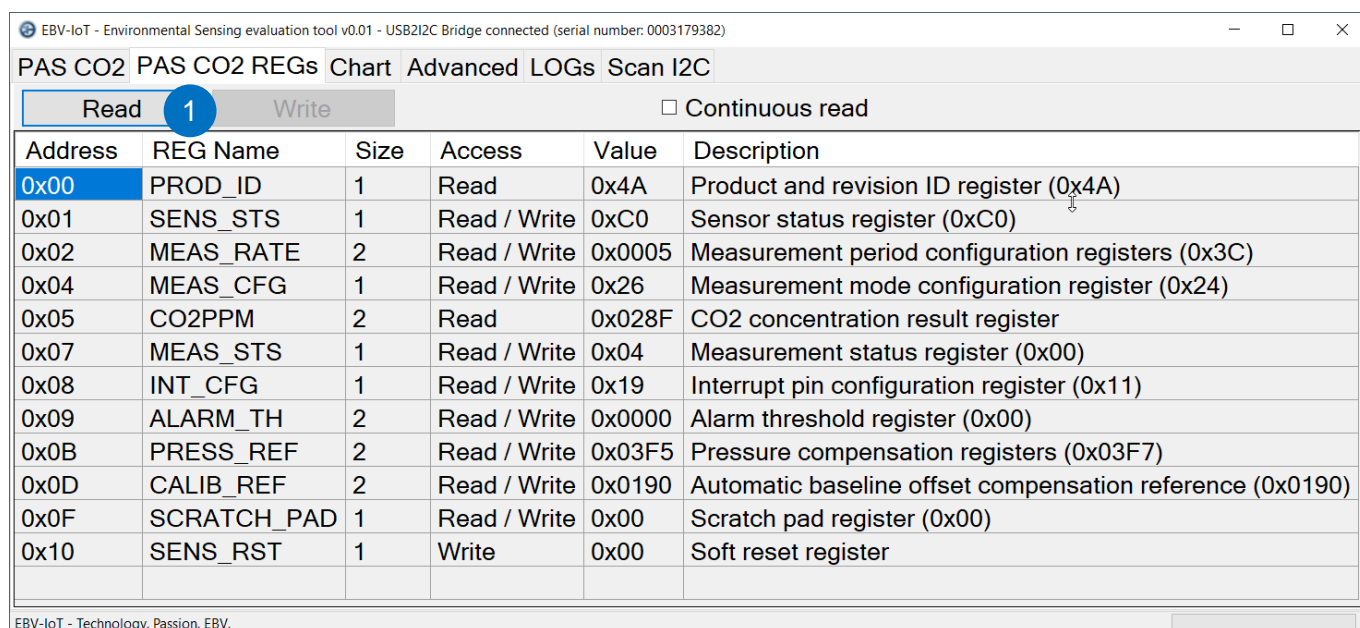 EBV-IoT - Environmental Sensing evaluation tool v0.01 - USB2I2C Bridge connected (serial number: 0003179382)
PAS CO2 PAS CO2 REGs Chart Advanced LOGs Scan I2C
Read 1 Write Continuous read
Address REG Name Size Access Value Description
0x00 PROD_ID 1 Read 0x4A Product and revision ID register (0x4A)
0x01 SENS_STS 1 Read / Write 0xC0 Sensor status register (0xC0)
0x02 MEAS_RATE 2 Read / Write 0x0005 Measurement period configuration registers (0x3C)
0x04 MEAS_CFG 1 Read / Write 0x26 Measurement mode configuration register (0x24)
0x05 CO2PPM 2 Read 0x028F CO2 concentration result register
0x07 MEAS_STS 1 Read / Write 0x04 Measurement status register (0x00)
0x08 INT_CFG 1 Read / Write 0x19 Interrupt pin configuration register (0x11)
0x09 ALARM_TH 2 Read / Write 0x0000 Alarm threshold register (0x00)
0x0B PRESS_REF 2 Read / Write 0x03F5 Pressure compensation registers (0x03F7)
0x0D CALIB_REF 2 Read / Write 0x0190 Automatic baseline offset compensation reference (0x0190)
0x0F SCRATCH_PAD 1 Read / Write 0x00 Scratch pad register (0x00)
0x10 SENS_RST 1 Write 0x00 Soft reset register
EBV-IoT - Technology. Passion. EBV.